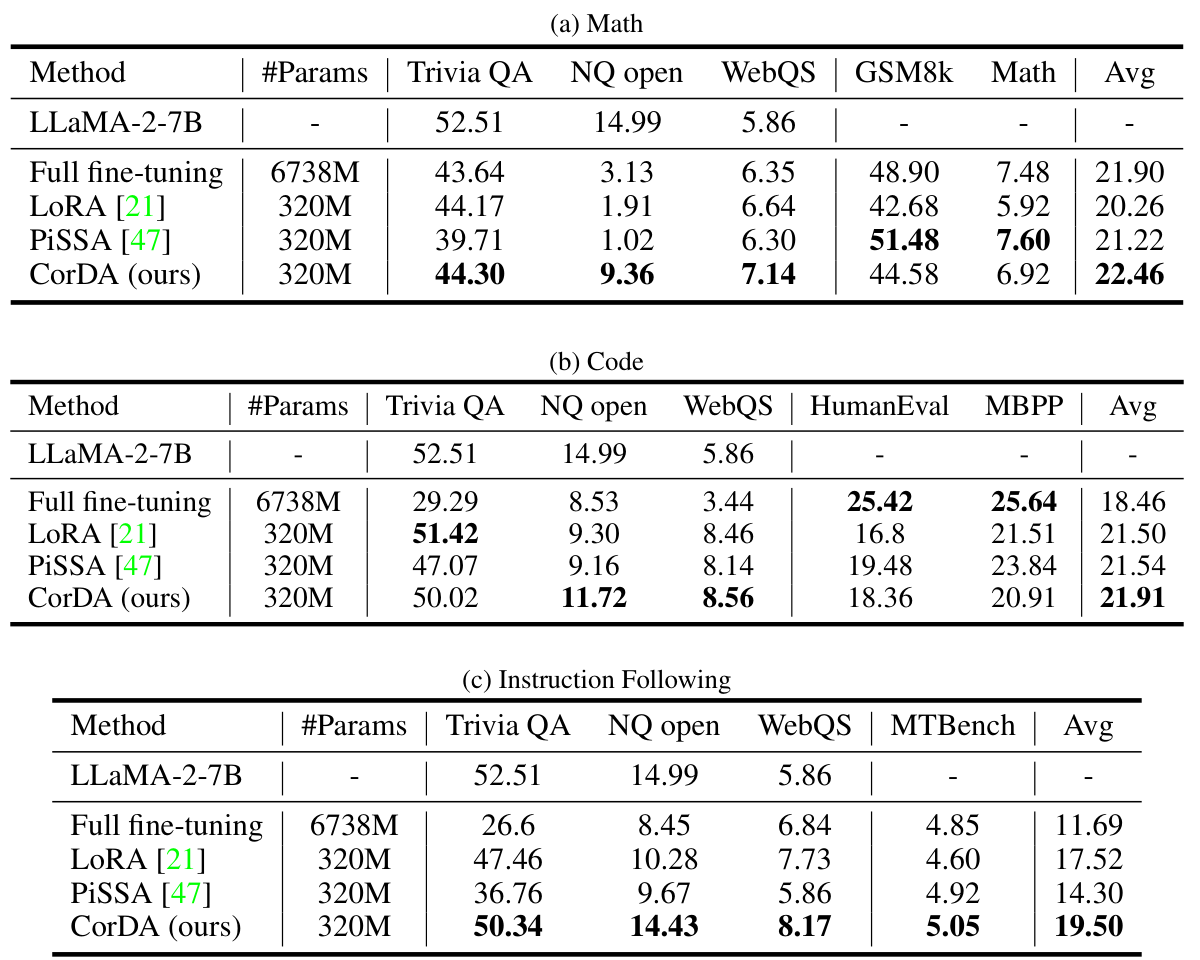 (a) Math
Method #Params Trivia QA NQ open WebQS GSM8k Math Avg
LLaMA-2-7B - 52.51 14.99 5.86 - - -
Full fine-tuning 6738M 43.64 3.13 6.35 48.90 7.48 21.90
LoRA [21] 320M 44.17 1.91 6.64 42.68 5.92 20.26
PiSSA [47] 320M 39.71 1.02 6.30 51.48 7.60 21.22
CorDA (ours) 320M 44.30 9.36 7.14 44.58 6.92 22.46
(b) Code
Method #Params Trivia QA NQ open WebQS HumanEval MBPP Avg
LLaMA-2-7B - 52.51 14.99 5.86 - - -
Full fine-tuning 6738M 29.29 8.53 3.44 25.42 25.64 18.46
LoRA [21] 320M 51.42 9.30 8.46 16.8 21.51 21.50
PiSSA [47] 320M 47.07 9.16 8.14 19.48 23.84 21.54
CorDA (ours) 320M 50.02 11.72 8.56 18.36 20.91 21.91
(c) Instruction Following
Method #Params Trivia QA NQ open WebQS MTBench Avg
LLaMA-2-7B - 52.51 14.99 5.86 - -
Full fine-tuning 6738M 26.6 8.45 6.84 4.85 11.69
LoRA [21] 320M 47.46 10.28 7.73 4.60 17.52
PiSSA [47] 320M 36.76 9.67 5.86 4.92 14.30
CorDA (ours) 320M 50.34 14.43 8.17 5.05 19.50